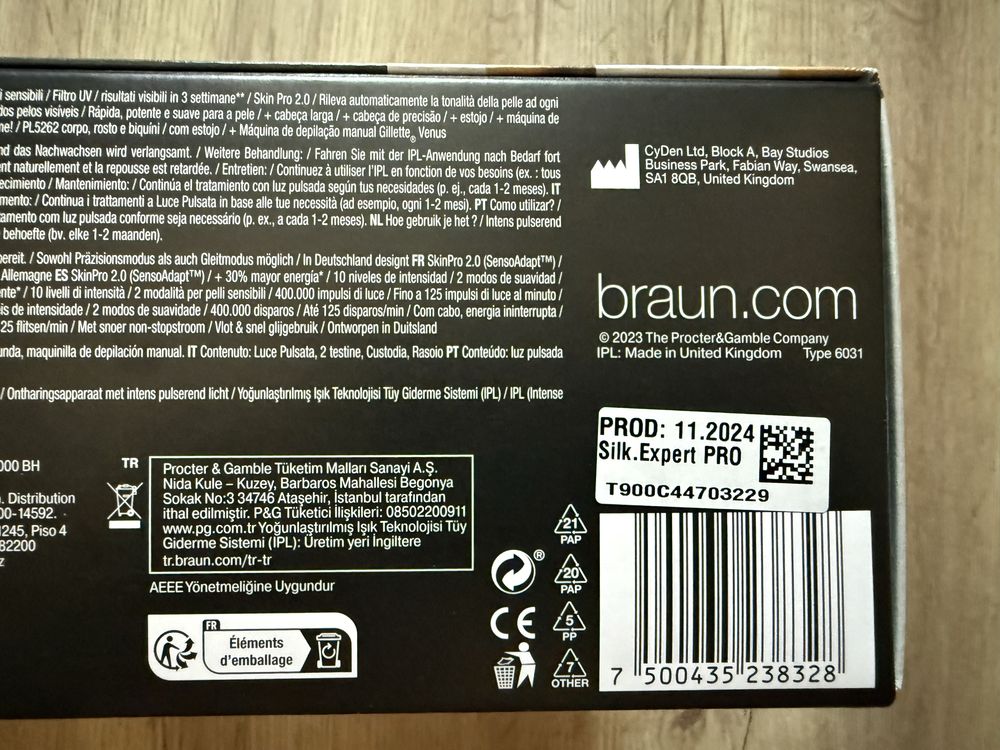 i sensibili / Filtro UV / risultati visibili in 3 settimane** / Skin Pro 2.0 / Rileva automaticamente la tonalità della pelle ad ogni
dos pelos visíveis / Rápida, potente e suave para a pele / + cabeça larga / + cabeça de precisão / + estojo / + máquina de
me! / PL5262 corpo, rosto e biquíni / com estojo / + Máquina de depilação manual Gillette® Venus
nd das Nachwachsen wird verlangsamt. / Weitere Behandlung: / Fahren Sie mit der IPL-Anwendung nach Bedarf fort
ent naturellement et la repousse est retardée. / Entretien: / Continuez à utiliser l'IPL en fonction de vos besoins (ex. : tous
ecimiento / Mantenimiento: / Continúa el tratamiento con luz pulsada según tus necesidades (p. ej., cada 1-2 meses). IT
mento: / Continua i trattamenti a Luce Pulsata in base alle tue necessità (ad esempio, ogni 1-2 mesi). PT Como utilizar? /
tamento com luz pulsada conforme seja necessário (p. ex., a cada 1-2 meses). NL Hoe gebruik je het ? / Intens pulserend
behoefte (bv. elke 1-2 maanden).
bereit. / Sowohl Präzisionsmodus als auch Gleitmodus möglich / In Deutschland designt FR SkinPro 2.0 (SensoAdapt™) /
Allemagne ES SkinPro 2.0 (SensoAdapt™) / + 30% mayor energía* / 10 niveles de intensidad / 2 modos de suavidad /
ente* / 10 livelli di intensità / 2 modalità per pelli sensibili / 400.000 impulsi di luce / Fino a 125 impulsi di luce al minuto /
is de intensidade / 2 modos de suavidade / 400.000 disparos / Até 125 disparos/min / Com cabo, energia ininterrupta /
25 flitsen/min / Met snoer non-stopstroom / Vlot & snel glijgebruik / Ontworpen in Duitsland
unda, maquinilla de depilación manual. IT Contenuto: Luce Pulsata, 2 testine, Custodia, Rasoio PT Conteúdo: luz pulsada
/ Ontharingsapparaat met intens pulserend licht / Yoğunlaştırılmış Işık Teknolojisi Tüy Giderme Sistemi (IPL) / IPL (Intense
CyDen Ltd, Block A, Bay Studios
Business Park, Fabian Way, Swansea,
SA1 8QB, United Kingdom
braun.com
© 2023 The Procter&Gamble Company
IPL: Made in United Kingdom Type 6031
PROD: 11.2024
Silk.Expert PRO
T900C44703229
000 BH
n. Distribution
00-14592.
1245, Piso 4
82200
z
TR
Procter & Gamble Tüketim Malları Sanayi A.Ş.
Nida Kule – Kuzey, Barbaros Mahallesi Begonya
Sokak No:3 34746 Ataşehir, İstanbul tarafından
ithal edilmiştir. P&G Tüketici İlişkileri: 08502200911
www.pg.com.tr Yoğunlaştırılmış Işık Teknolojisi Tüy
Giderme Sistemi (IPL): Üretim yeri İngiltere
tr.braun.com/tr-tr
AEEE Yönetmeliğine Uygundur
FR
Éléments
d'emballage
®
CE
21
PAP
20
PAP
5
PP
7
OTHER
7 500435 238328